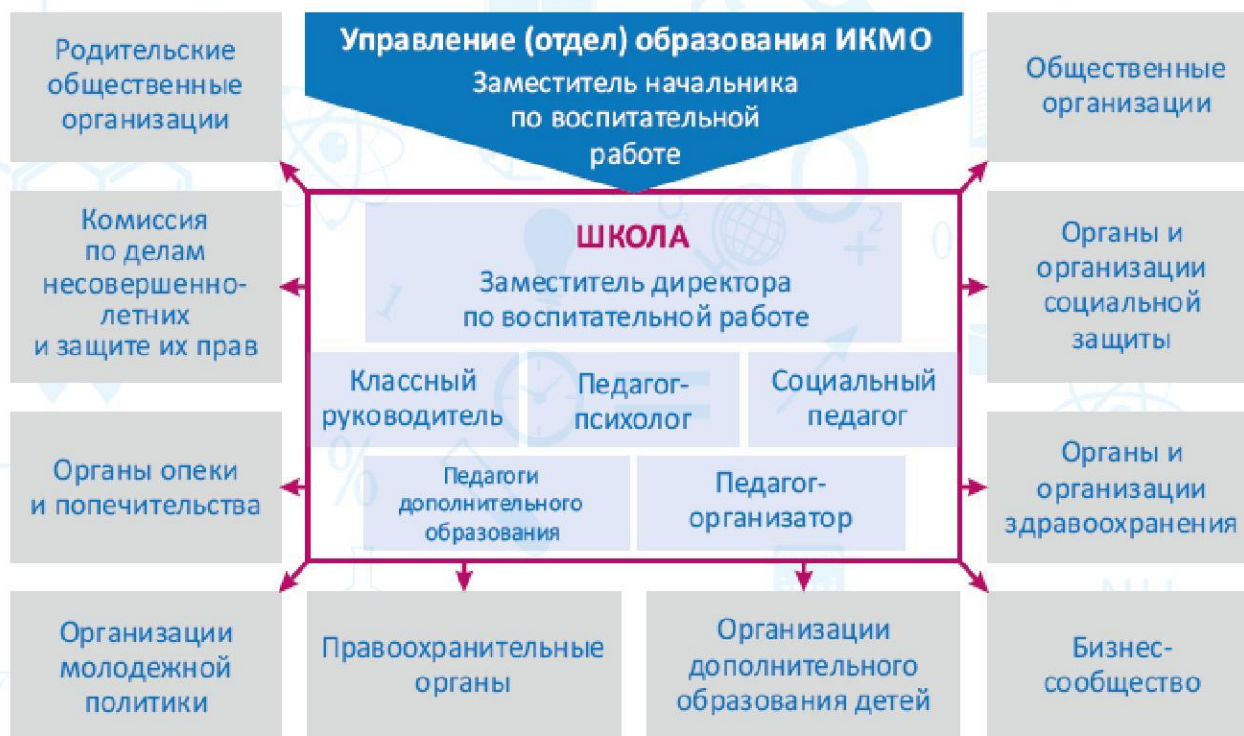 Родительские
общественные
организации
Управление (отдел) образования ИКМО
Заместитель начальника
по воспитательной
работе
Общественные
организации
Комиссия
по делам
несовершенно-
летних
и защите их прав
ШКОЛА
Заместитель директора
по воспитательной работе
Органы и
организации
социальной
защиты
Классный
руководитель
Педагог-
психолог
Социальный
педагог
Органы опеки
и попечительства
Педагоги
дополнительного
образования
Педагог-
организатор
Органы и
организации
здравоохранения
Организации
молодежной
политики
Правоохранительные
органы
Организации
дополнительного
образования детей
Бизнес-
сообщество